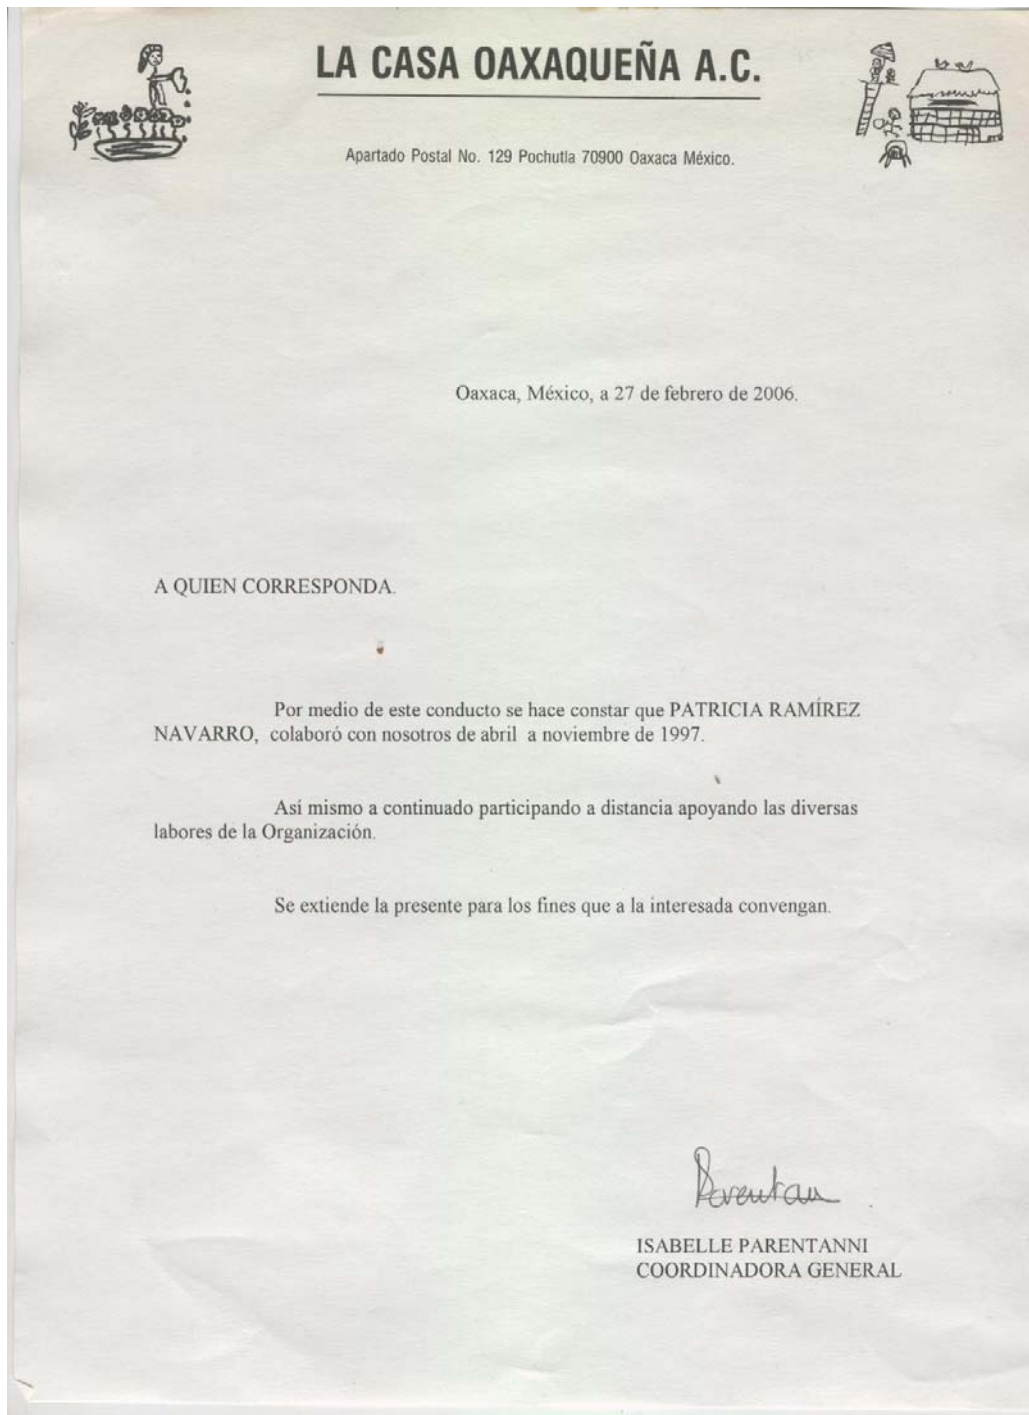 LA CASA OAXAQUEÑA A.C.
Apartado Postal No. 129 Pochutla 70900 Oaxaca México.
Oaxaca, México, a 27 de febrero de 2006.
A QUIEN CORRESPONDA.
Por medio de este conducto se hace constar que PATRICIA RAMÍREZ
NAVARRO, colaboró con nosotros de abril a noviembre de 1997.
Así mismo a continuado participando a distancia apoyando las diversas
labores de la Organización.
Se extiende la presente para los fines que a la interesada convengan.
ISABELLE PARENTANNI
COORDINADORA GENERAL